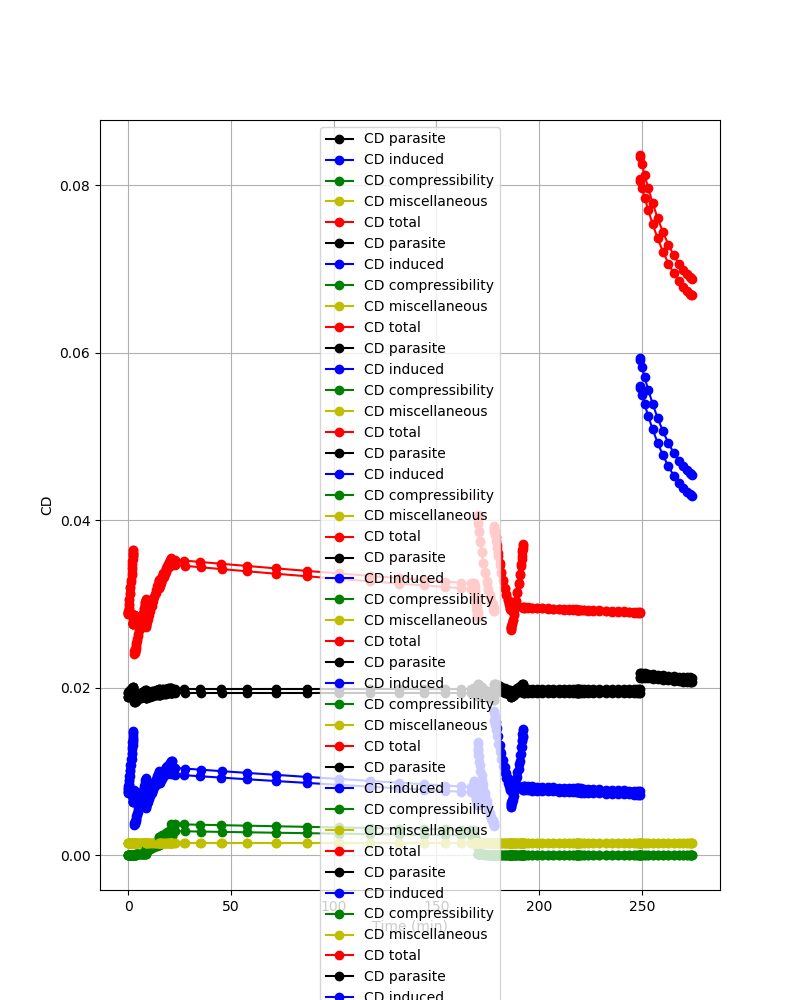 CD parasite
CD induced
CD compressibility
CD miscellaneous
CD total
CD parasite
CD induced
CD compressibility
CD miscellaneous
CD total
CD parasite
CD induced
CD compressibility
CD miscellaneous
CD total
CD parasite
CD induced
CD compressibility
CD miscellaneous
CD total
CD parasite
CD induced
CD compressibility
CD miscellaneous
CD total
CD parasite
CD induced
CD compressibility
CD miscellaneous
CD total
CD parasite
CD induced
CD compressibility
CD miscellaneous
CD total
CD parasite
CD induced
CD compressibility
CD miscellaneous
CD total
CD parasite
CD induced
0.08
0.06
0.04
0.02
0.00
CD
0 50 100 150 200 250
Time (min)